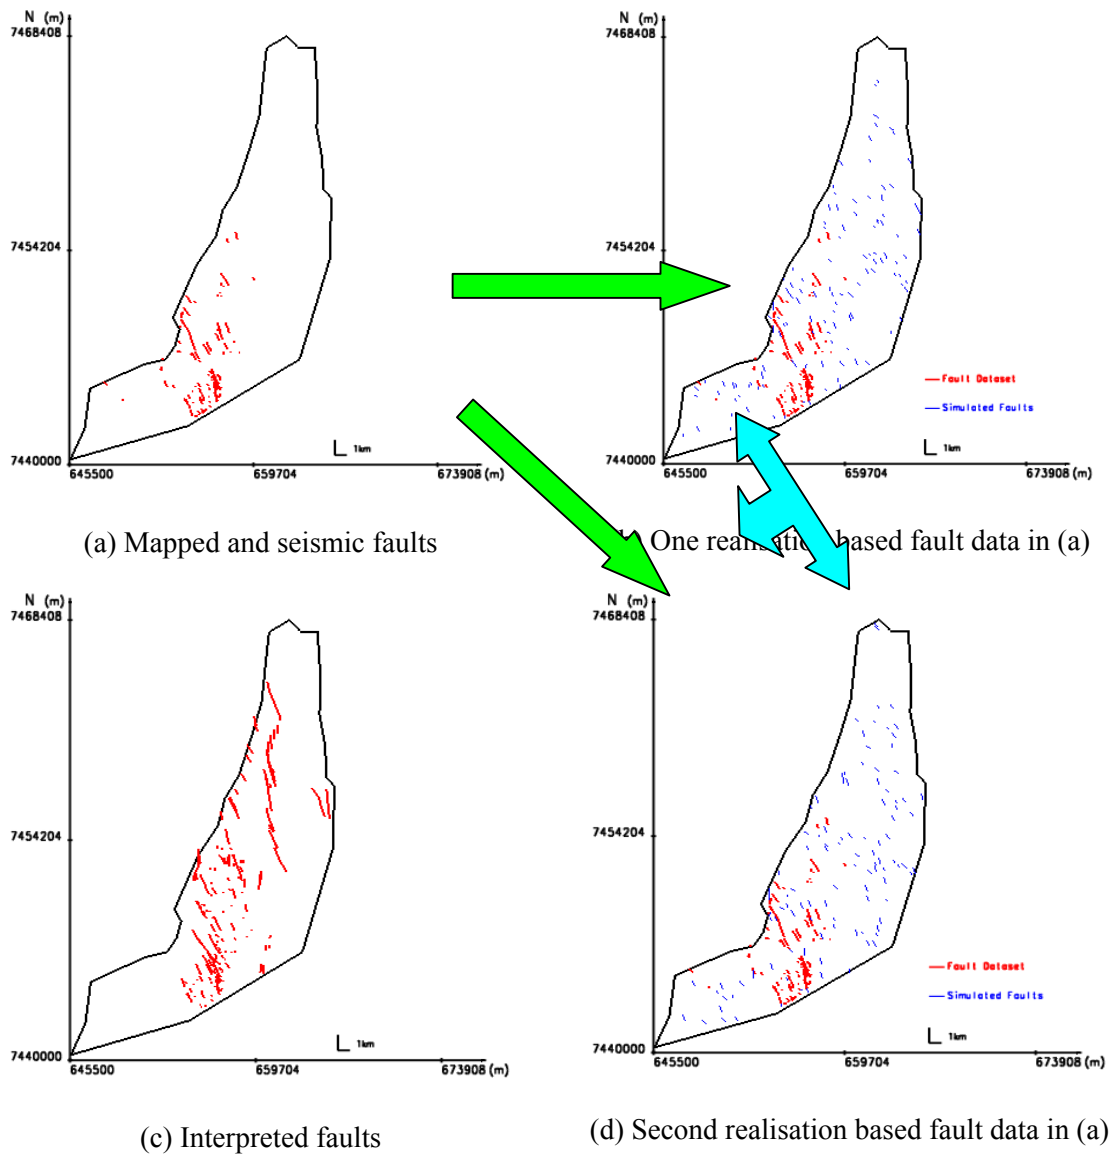 N (m)
7468408
7454204
7440000
645500
659704
673908 (m)
1km
(a) Mapped and seismic faults
N (m)
7468408
7454204
7440000
645500
659704
673908 (m)
Fault Dataset
Simulated Faults
1km
One realisation based fault data in (a)
N (m)
7468408
7454204
7440000
645500
659704
673908 (m)
1km
(c) Interpreted faults
N (m)
7468408
7454204
7440000
645500
659704
673908 (m)
Fault Dataset
Simulated Faults
1km
(d) Second realisation based fault data in (a)